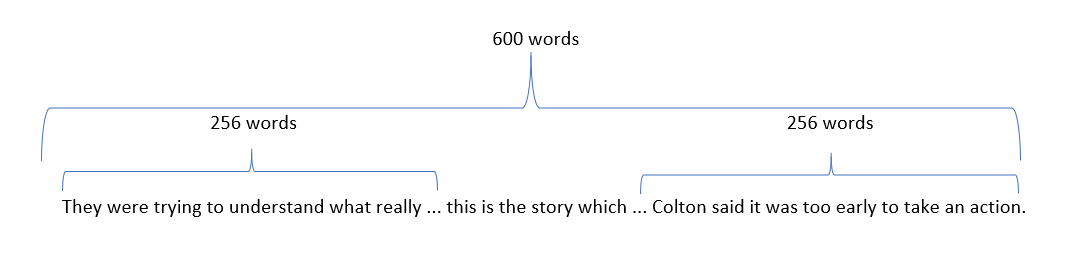 600 words
256 words 256 words
They were trying to understand what really ... this is the story which ... Colton said it was too early to take an action.